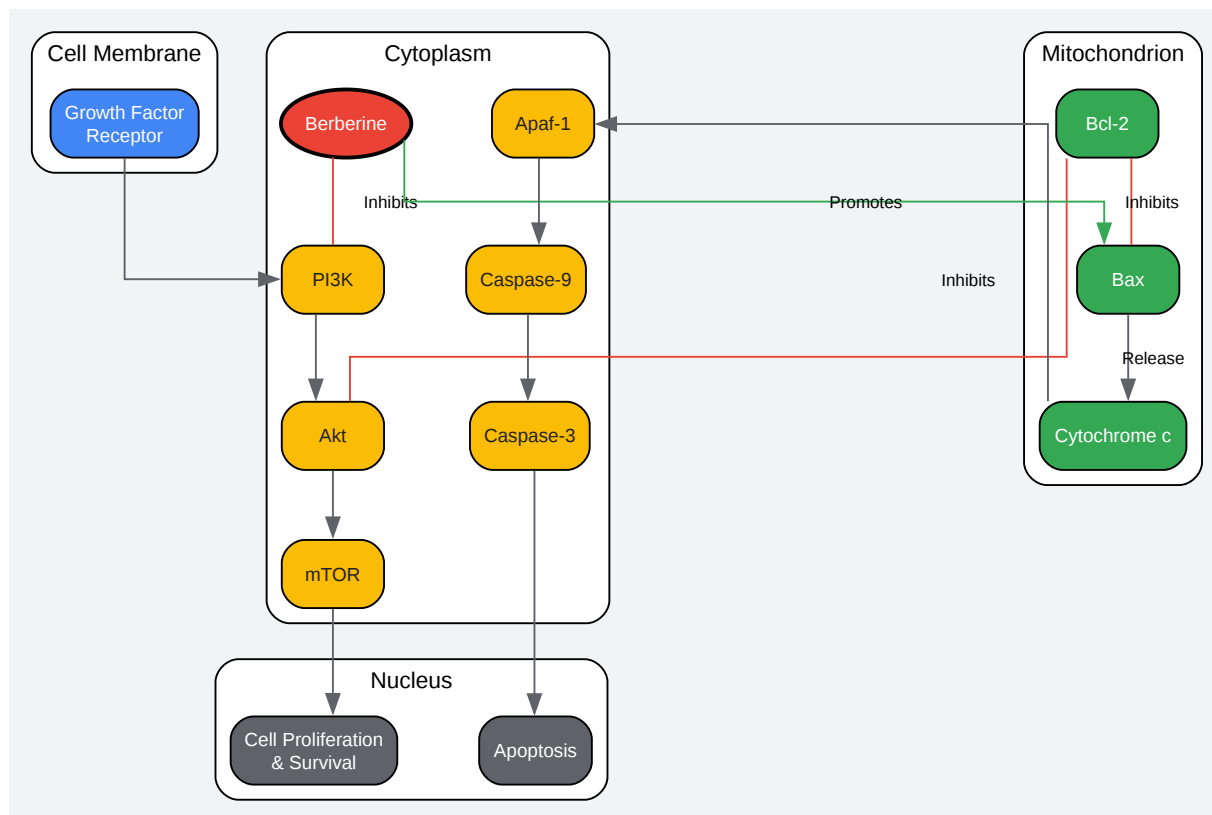 Cell Membrane
Growth Factor
Receptor
Cytoplasm
Berberine
Apaf-1
Inhibits
PI3K
Caspase-9
Akt
Caspase-3
mTOR
Promotes
Inhibits
Mitochondrion
Bcl-2
Inhibits
Bax
Release
Cytochrome c
Nucleus
Cell Proliferation
& Survival
Apoptosis